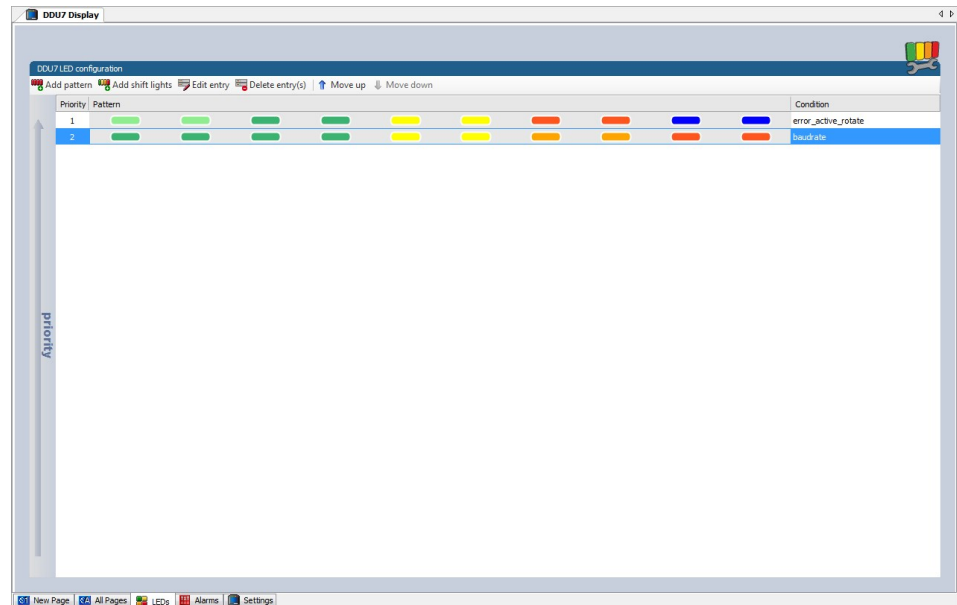 DDU7 Display
DDU7 LED configuration
Add pattern Add shift lights Edit entry Delete entry(s) Move up Move down
Priority Pattern Condition
1 error_active_rotate
2 baudrate
priority
New Page All Pages LEDs Alarms Settings